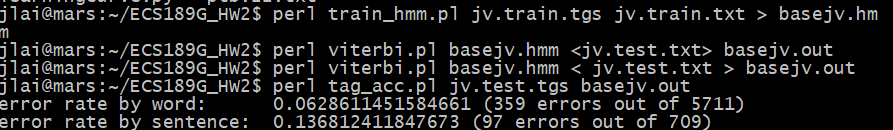 jlai@mars:~/ECS189G_HW2$ perl train_hmm.pl jv.train.tgs jv.train.txt > basejv.hm
m
jlai@mars:~/ECS189G_HW2$ perl viterbi.pl basejv.hmm <jv.test.txt> basejv.out
jlai@mars:~/ECS189G_HW2$ perl viterbi.pl basejv.hmm < jv.test.txt > basejv.out
jlai@mars:~/ECS189G_HW2$ perl tag_acc.pl jv.test.tgs basejv.out
error rate by word:      0.0628611451584661 (359 errors out of 5711)
error rate by sentence:  0.136812411847673 (97 errors out of 709)